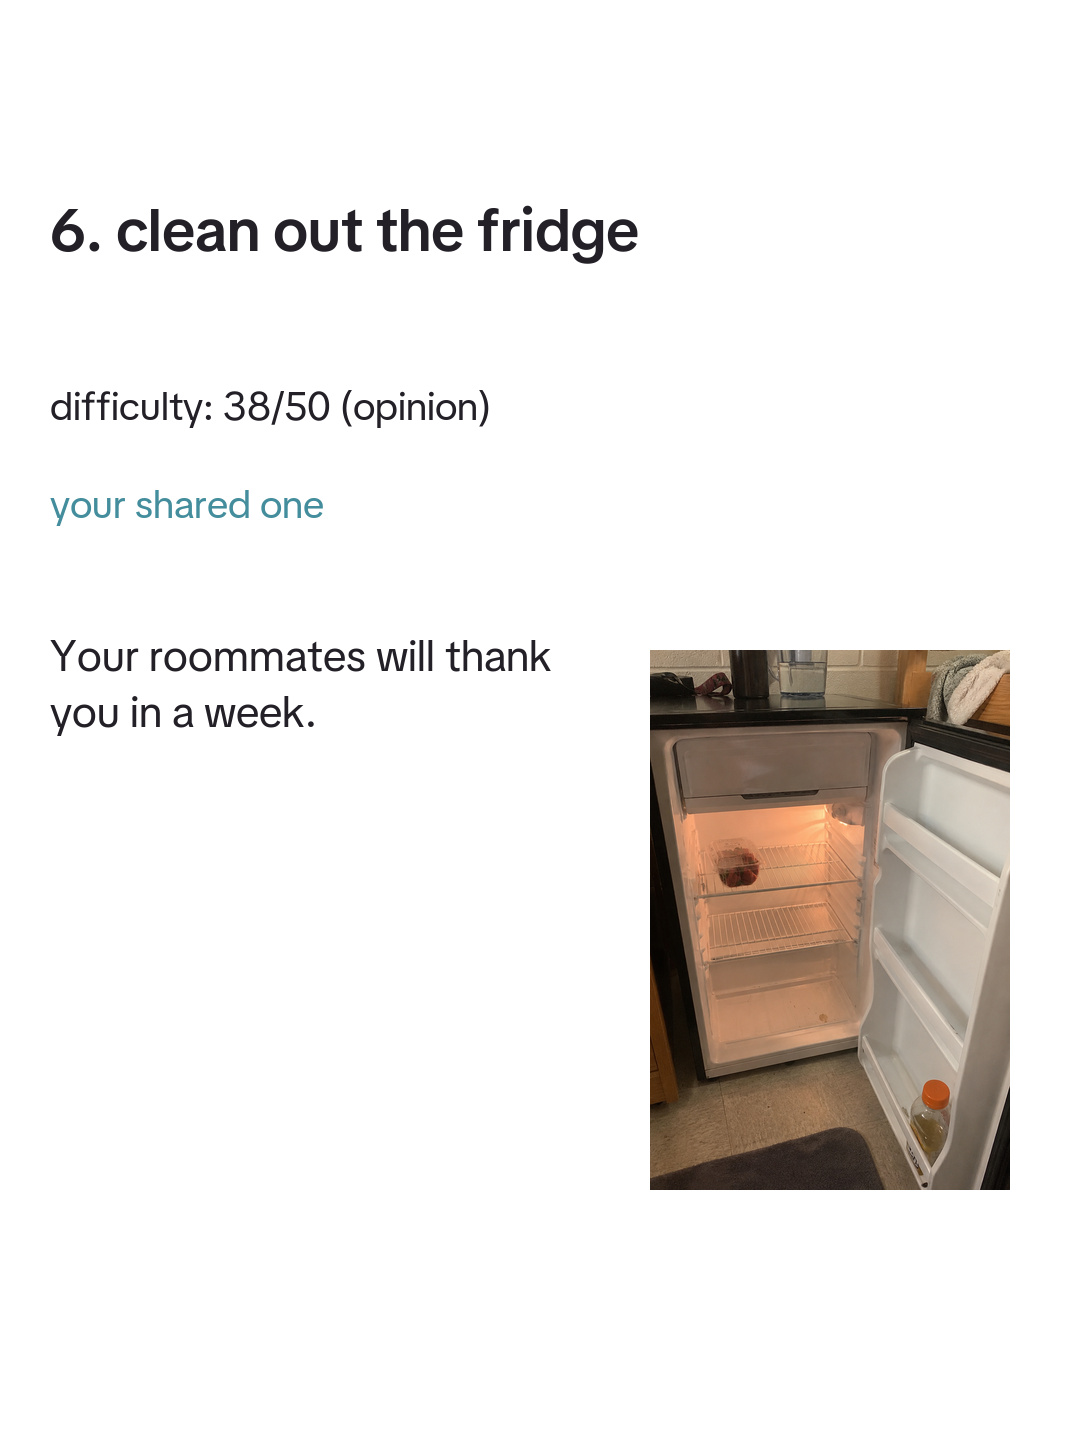 6. clean out the fridge
difficulty: 38/50 (opinion)
your shared one
Your roommates will thank
you in a week.